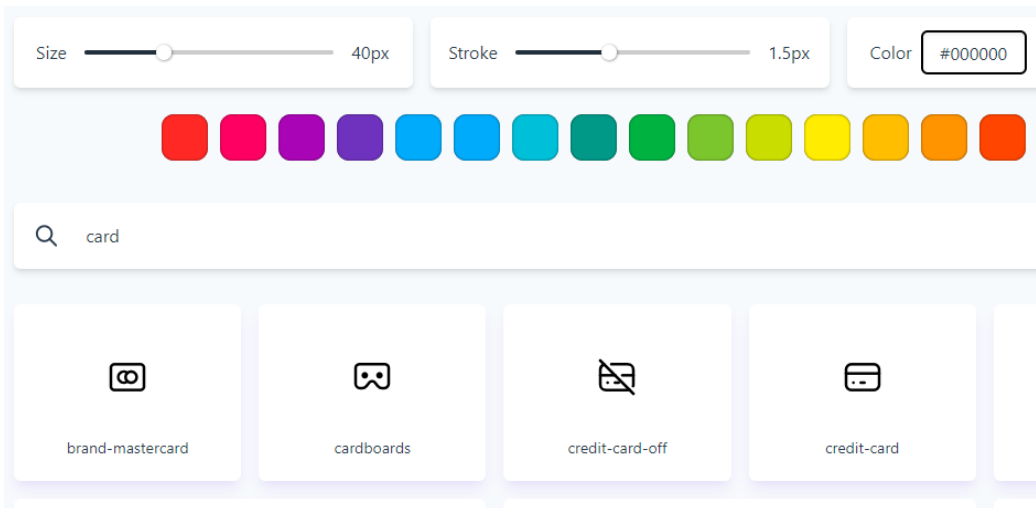 Size 40px Stroke 1.5px Color #000000
card
brand-mastercard cardboards credit-card-off credit-card